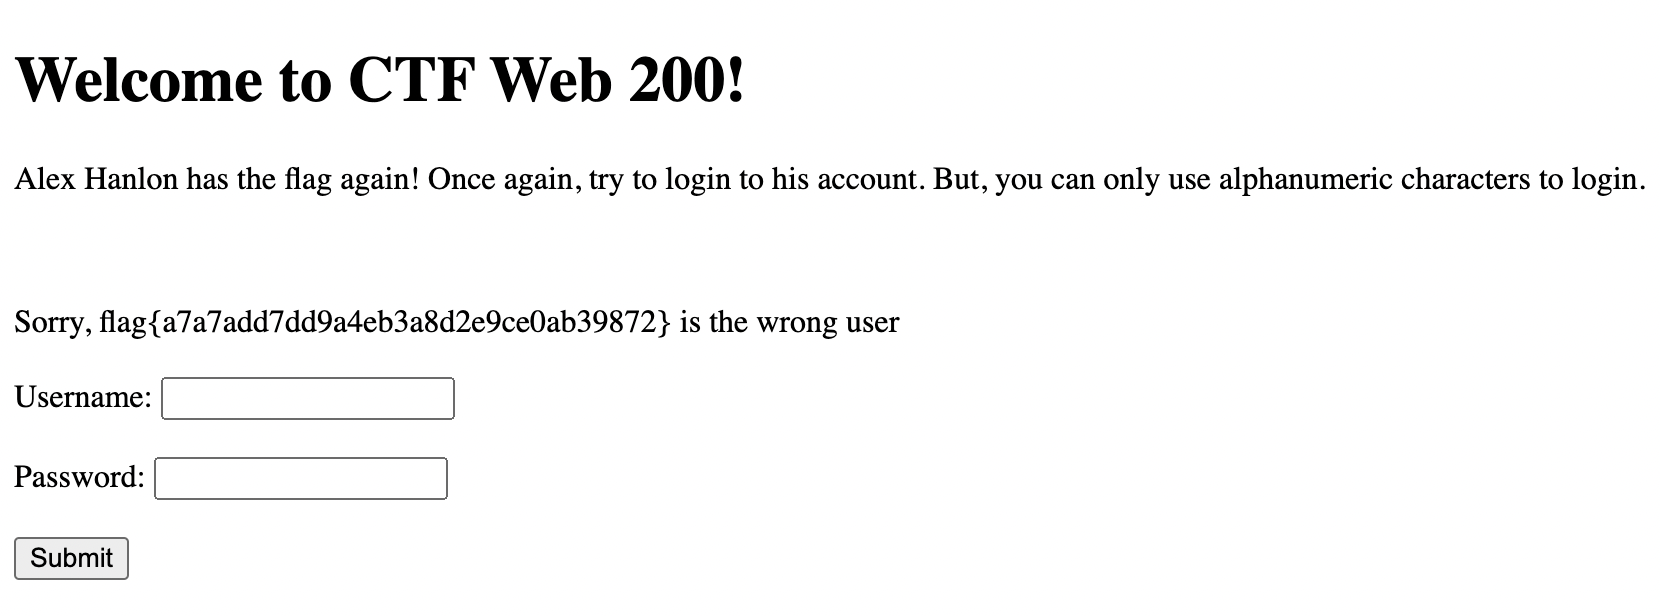 Welcome to CTF Web 200!
Alex Hanlon has the flag again! Once again, try to login to his account. But, you can only use alphanumeric characters to login.
Sorry, flag{a7a7add7dd9a4eb3a8d2e9ce0ab39872} is the wrong user
Username:
Password:
Submit